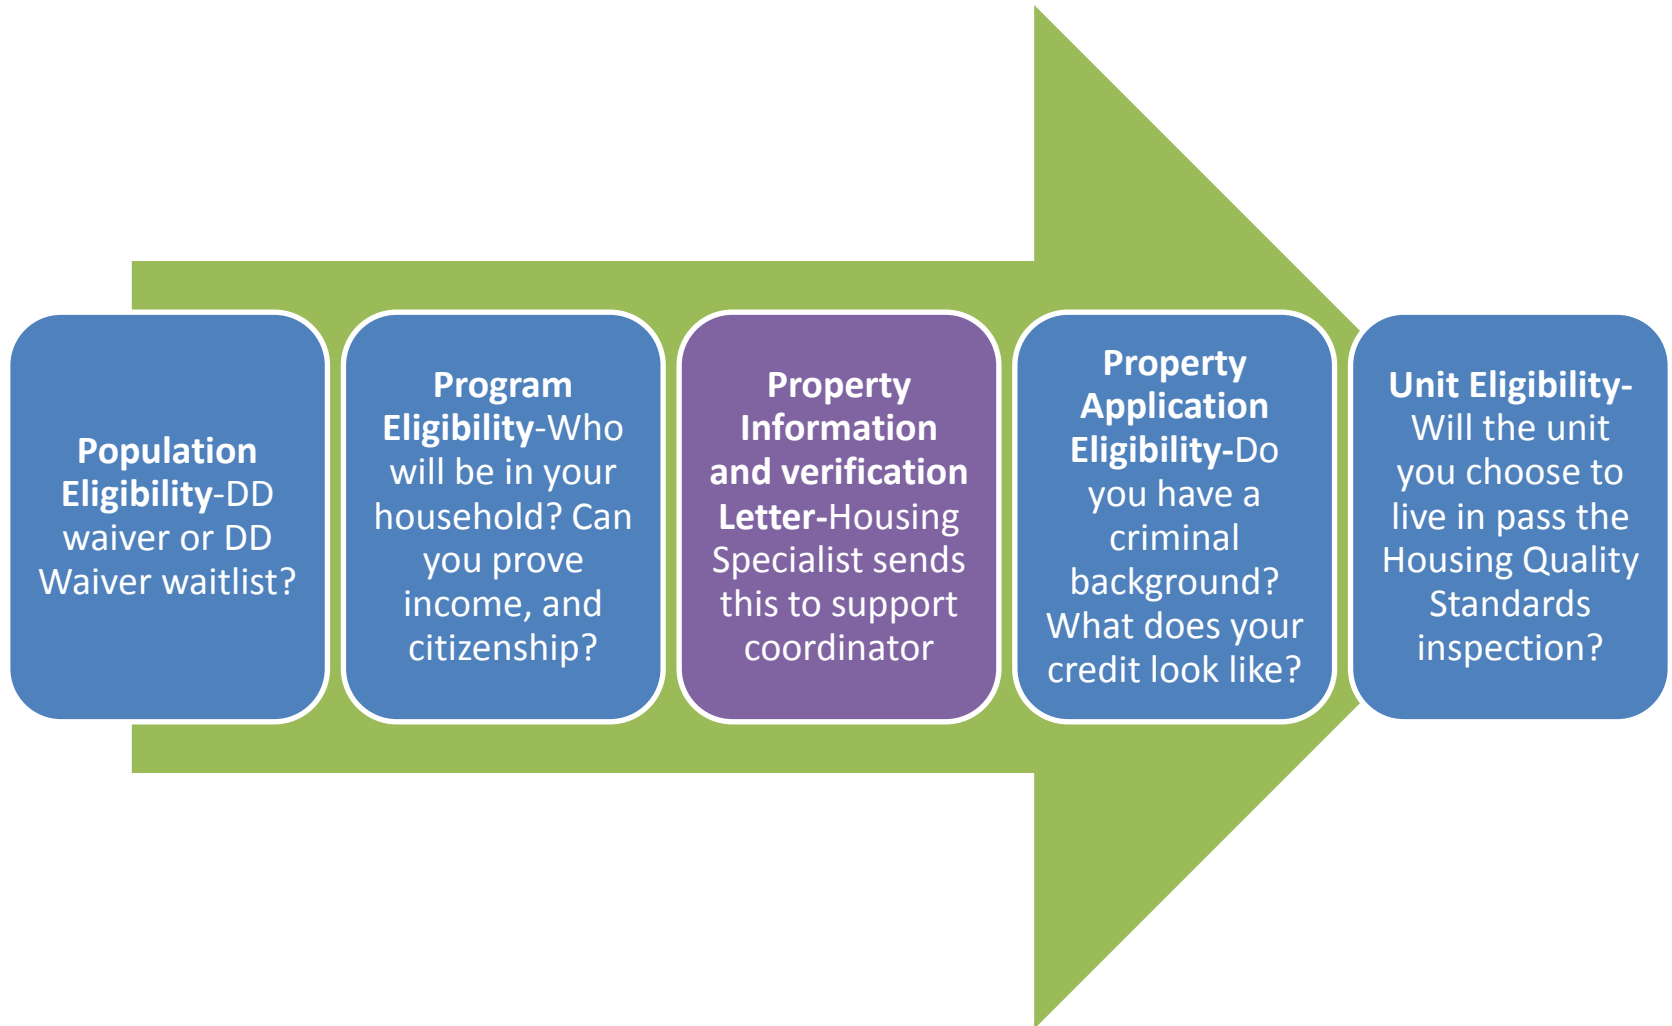 Population
Eligibility-DD
waiver or DD
Waiver waitlist?
Program
Eligibility-Who
will be in your
household? Can
you prove
income, and
citizenship?
Property
Information
and verification
Letter-Housing
Specialist sends
this to support
coordinator
Property
Application
Eligibility-Do
you have a
criminal
background?
What does your
credit look like?
Unit Eligibility-
Will the unit
you choose to
live in pass the
Housing Quality
Standards
inspection?